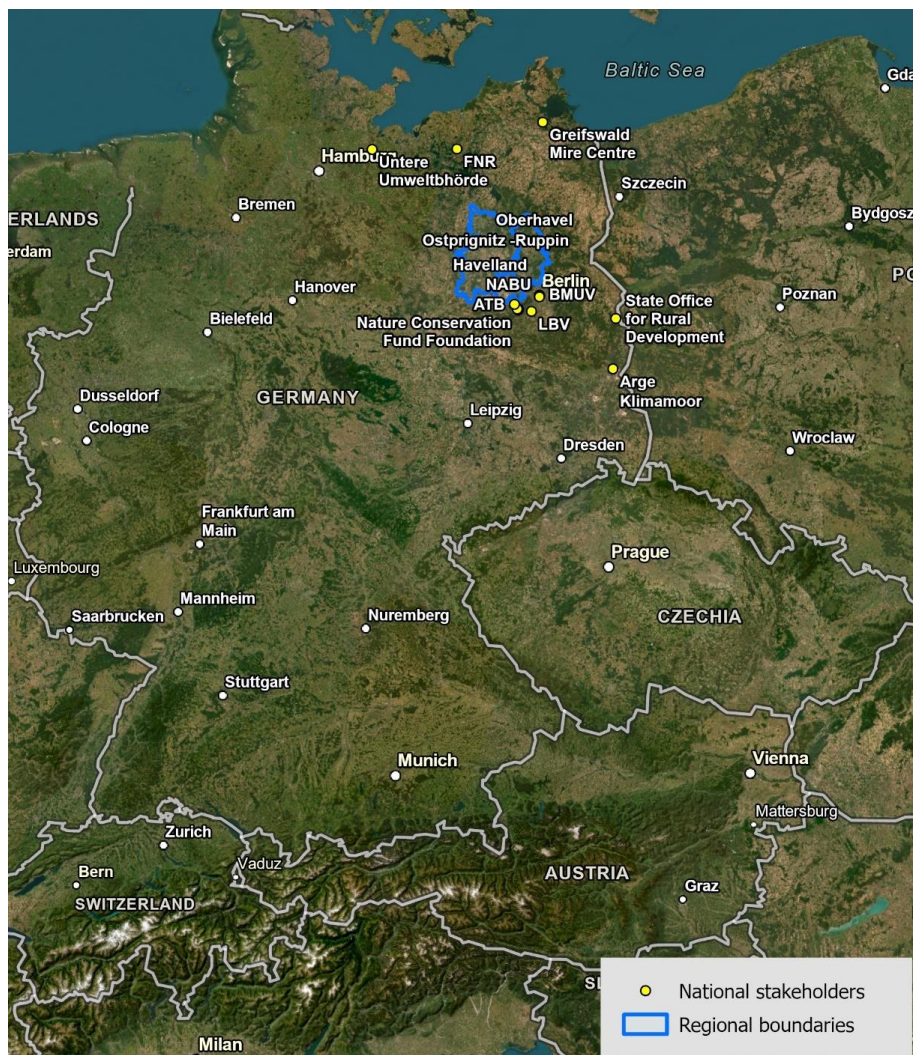 Baltic Sea
Gda
Greifswald
Mire Centre
Hamburg
Untere
Umweltbhörde
FNR
Szczecin
Bremen
ERLANDS
Oberhavel
Bydgosz
Ostprignitz -Ruppin
erdam
Havelland
PO
Hanover
NABU
Berlin
BMUV
Poznan
ATB
State Office
for Rural
Development
Bielefeld
Nature Conservation
Fund Foundation
LBV
Arge
Klimamoor
GERMANY
Dusseldorf
Cologne
Leipzig
Dresden
Wroclaw
Frankfurt am
Main
Prague
Luxembourg
Mannheim
Saarbrucken
Nuremberg
CZECHIA
Stuttgart
Munich
Vienna
Mattersburg
Zurich
Vaduz
Bern
AUSTRIA
Graz
SWITZERLAND
SL
National stakeholders
Regional boundaries
Milan